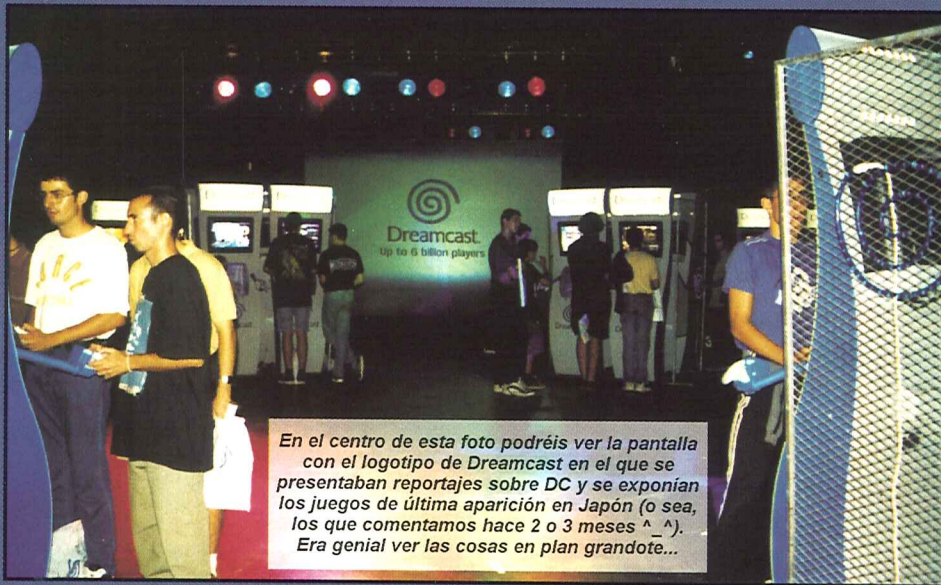 Dreamcast.
Up to 6 billion players
Dreamcast
En el centro de esta foto podréis ver la pantalla
con el logotipo de Dreamcast en el que se
presentaban reportajes sobre DC y se exponían
los juegos de última aparición en Japón (o sea,
los que comentamos hace 2 o 3 meses ^_^).
Era genial ver las cosas en plan grandote...